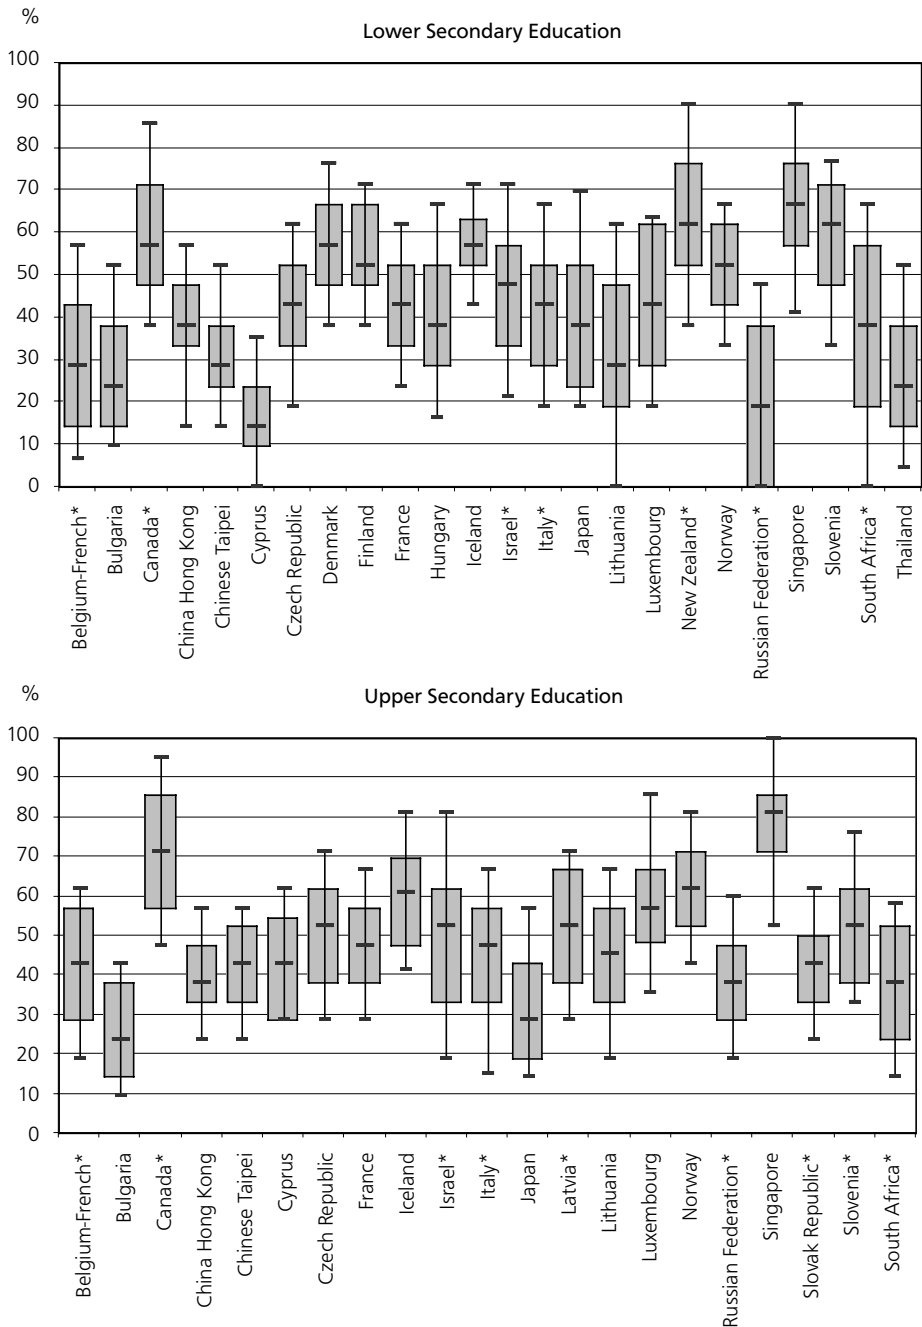 %
Lower Secondary Education
100
90
80
70
60
50
40
30
20
10
0
Belgium-French*
Bulgaria
Canada*
China Hong Kong
Chinese Taipei
Cyprus
Czech Republic
Denmark
Finland
France
Hungary
Iceland
Israel*
Italy*
Japan
Lithuania
Luxembourg
New Zealand*
Norway
Russian Federation*
Singapore
Slovenia
South Africa*
Thailand
%
Upper Secondary Education
100
90
80
70
60
50
40
30
20
10
0
Belgium-French*
Bulgaria
Canada*
China Hong Kong
Chinese Taipei
Cyprus
Czech Republic
France
Iceland
Israel*
Italy*
Japan
Latvia*
Lithuania
Luxembourg
Norway
Russian Federation*
Singapore
Slovak Republic*
Slovenia*
South Africa*